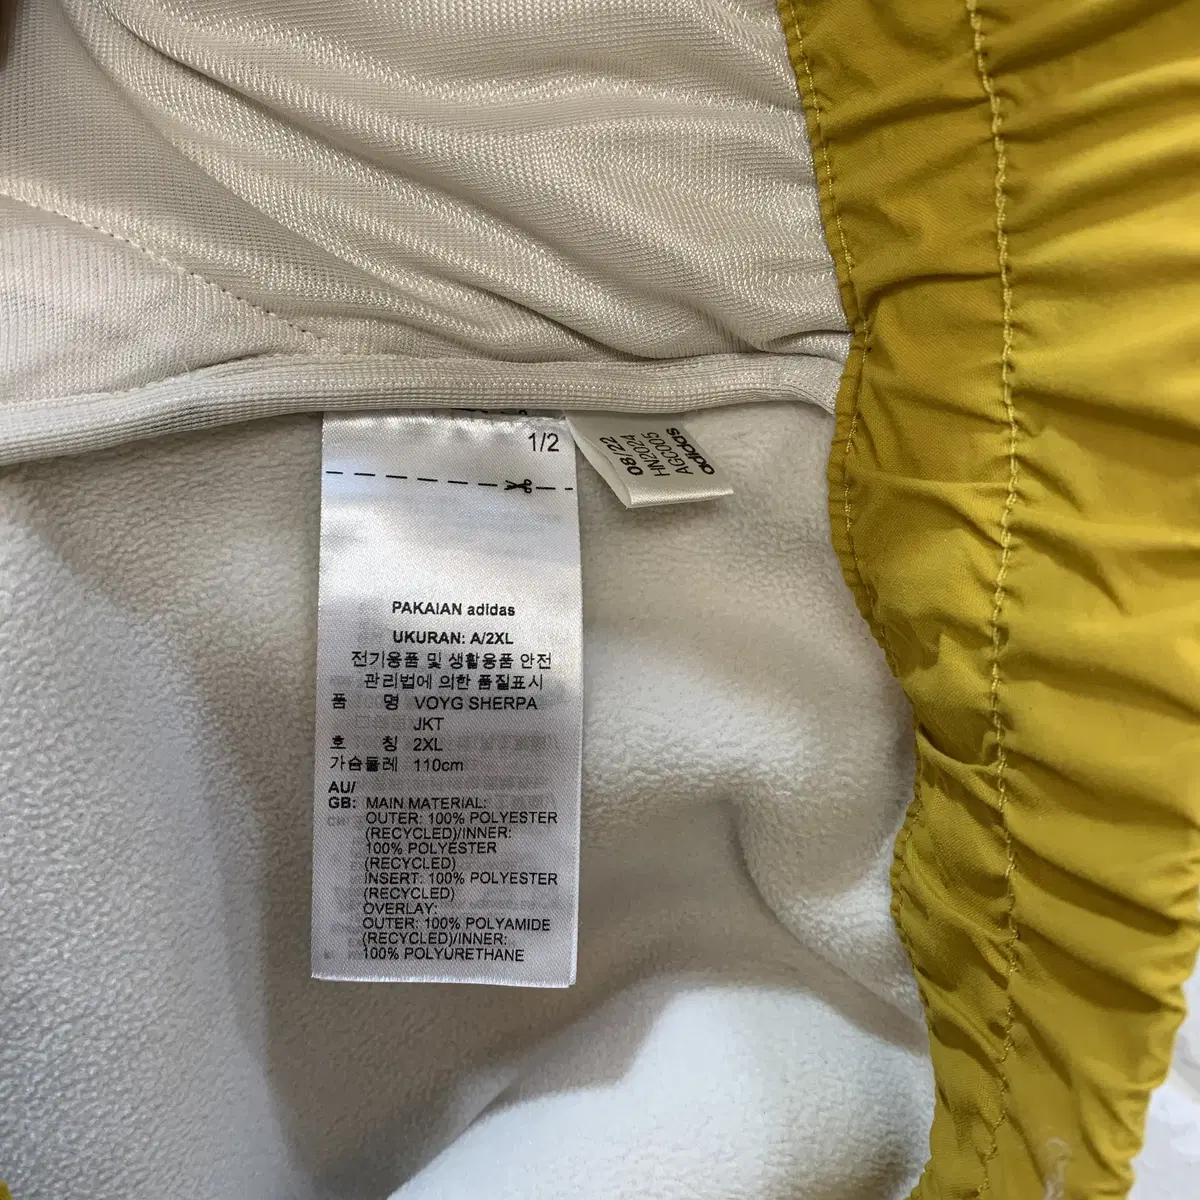 1/2
PAKAIAN adidas
UKURAN: A/2XL
전기용품 및 생활용품 안전
관리법에 의한 품질표시
품 명 VOYG SHERPA
JKT
호 칭 2XL
가슴둘레 110cm
AU/
GB: MAIN MATERIAL:
OUTER: 100% POLYESTER
(RECYCLED)/INNER:
100% POLYESTER
(RECYCLED)
INSERT: 100% POLYESTER
(RECYCLED)
OVERLAY:
OUTER: 100% POLYAMIDE
(RECYCLED)/INNER:
100% POLYURETHANE
adidas
AGC005
HN2024
08/22